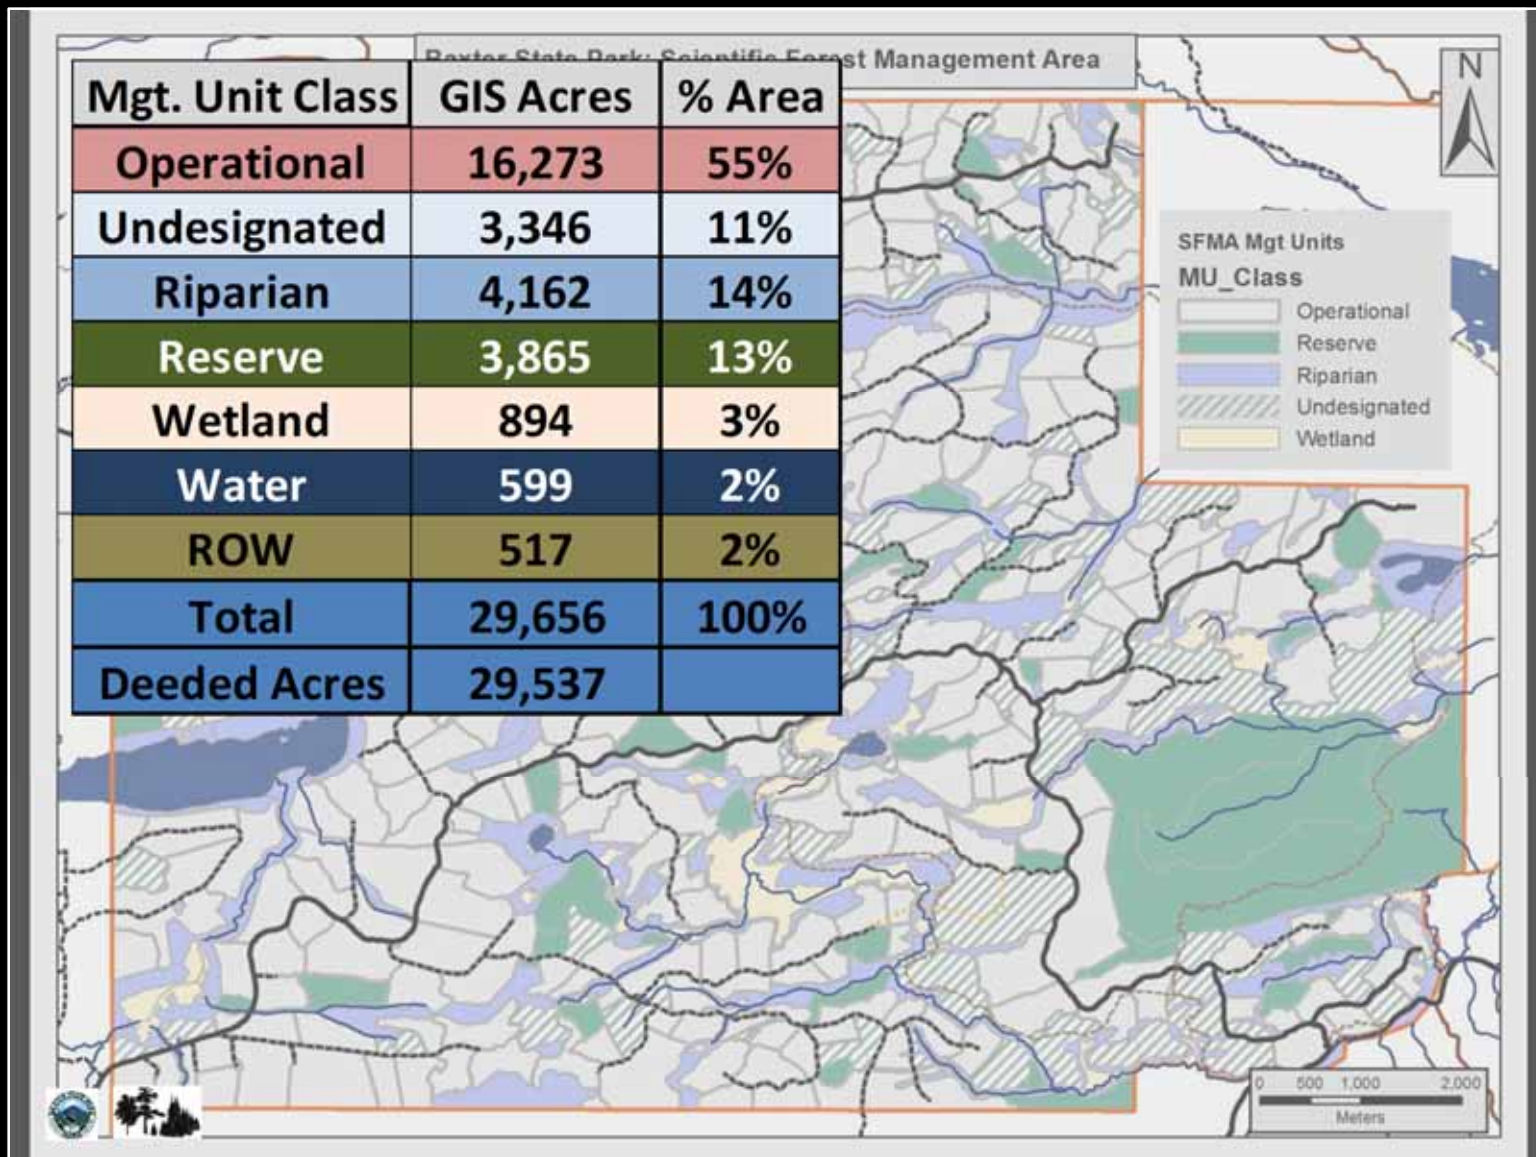 Baxter State Park: Scientific Forest Management Area
Mgt. Unit Class GIS Acres % Area
Operational 16,273 55%
Undesignated 3,346 11%
Riparian 4,162 14%
Reserve 3,865 13%
Wetland 894 3%
Water 599 2%
ROW 517 2%
Total 29,656 100%
Deeded Acres 29,537
N
SFMA Mgt Units
MU_Class
Operational
Reserve
Riparian
Undesignated
Wetland
0 500 1,000 2,000
Meters